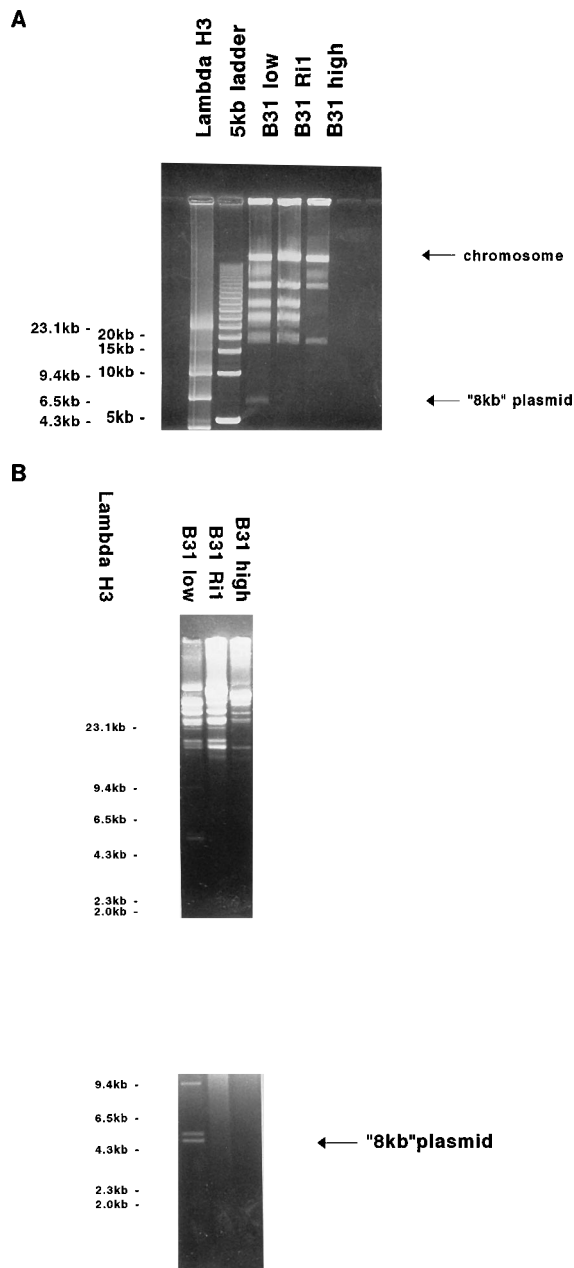 A
Lambda H3
5kb ladder
B31 low
B31 Ri1
B31 high
chromosome
23.1kb -
20kb -
15kb -
9.4kb -
10kb -
6.5kb -
"8kb" plasmid
4.3kb -
5kb -
B
Lambda H3
B31 low
B31 Ri1
B31 high
23.1kb -
9.4kb -
6.5kb -
4.3kb -
2.3kb -
2.0kb -
9.4kb -
6.5kb -
4.3kb -
"8kb"plasmid
2.3kb -
2.0kb -